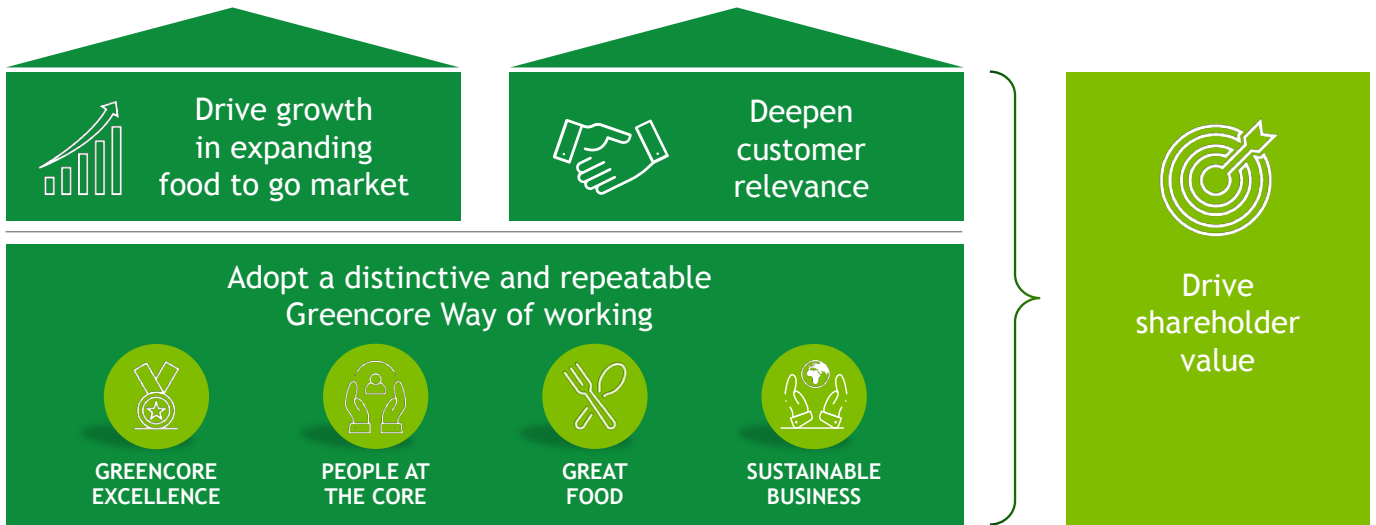 Drive growth
in expanding
food to go market
Deepen
customer
relevance
Adopt a distinctive and repeatable
Greencore Way of working
GREENCORE
EXCELLENCE
PEOPLE AT
THE CORE
GREAT
FOOD
SUSTAINABLE
BUSINESS
Drive
shareholder
value